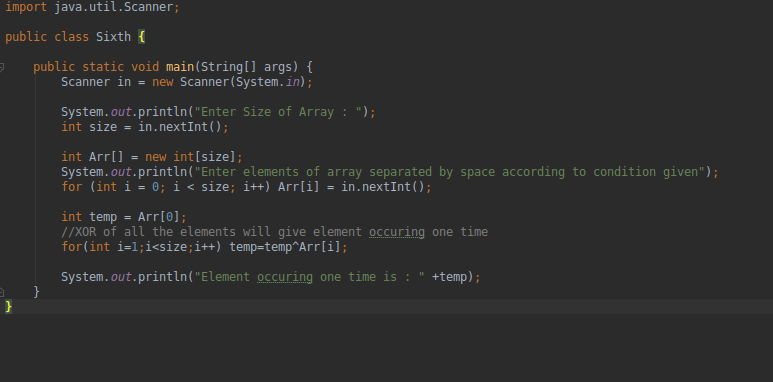 import java.util.Scanner;
public class Sixth {
public static void main(String[] args) {
Scanner in = new Scanner(System.in);
System.out.println("Enter Size of Array : ");
int size = in.nextInt();
int Arr[] = new int[size];
System.out.println("Enter elements of array separated by space according to condition given");
for (int i = 0; i < size; i++) Arr[i] = in.nextInt();
int temp = Arr[0];
//XOR of all the elements will give element occuring one time
for(int i=1;i<size;i++) temp=temp^Arr[i];
System.out.println("Element occuring one time is : " +temp);
}
}